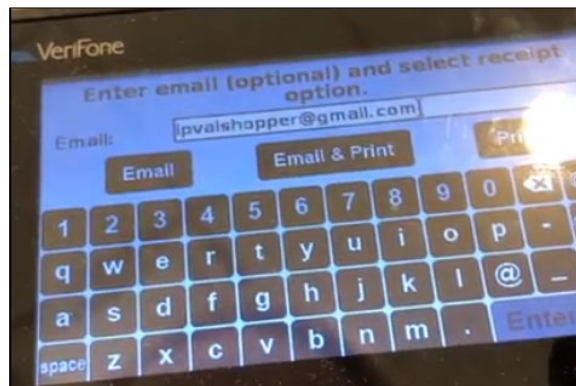 VeriFone
Enter email (optional) and select receipt
option.
Email: ipvalshopper@gmail.com
Email Email & Print
1 2 3 4 5 6 7 8 9 0
q w e r t y u i o p -
a s d f g h j k l @ _
space z x c v b n m . Enter